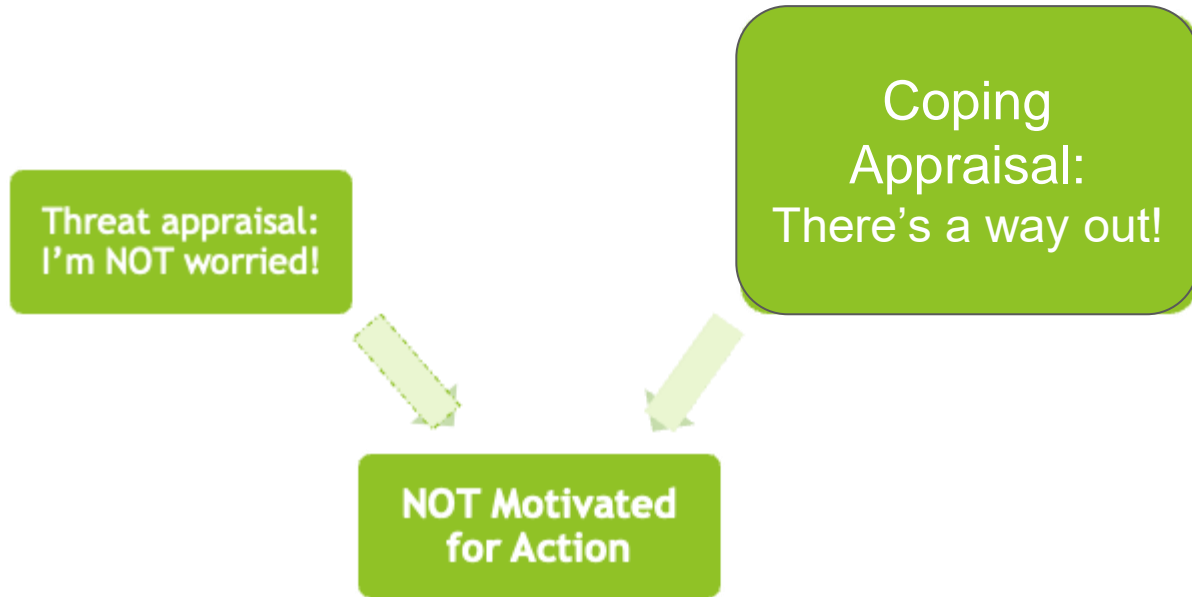 Threat appraisal:
I'm NOT worried!
Coping
Appraisal:
There’s a way out!
NOT Motivated
for Action